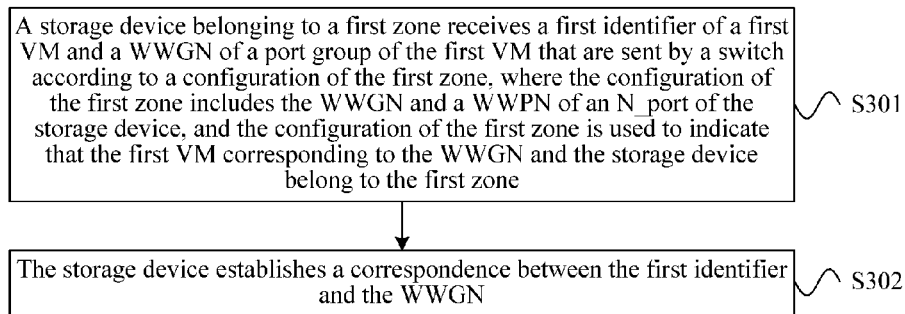 A storage device belonging to a first zone receives a first identifier of a first
VM and a WWGN of a port group of the first VM that are sent by a switch
according to a configuration of the first zone, where the configuration of
the first zone includes the WWGN and a WWPN of an N_port of the
storage device, and the configuration of the first zone is used to indicate
that the first VM corresponding to the WWGN and the storage device
belong to the first zone
S301
The storage device establishes a correspondence between the first identifier
and the WWGN
S302